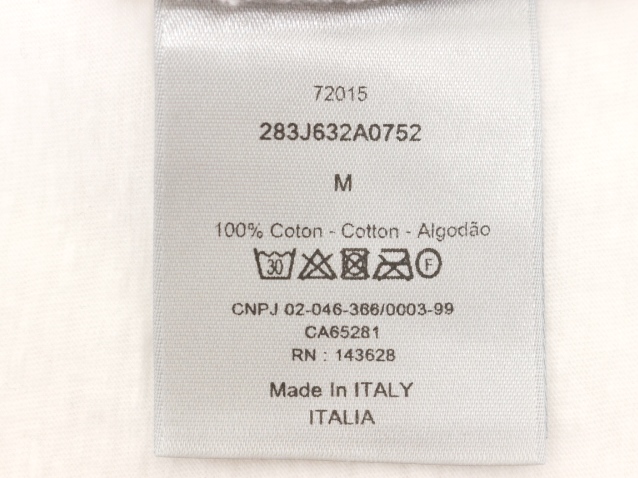 72015
283J632A0752
M
100% Coton - Cotton - Algodão
30 F
CNPJ 02-046-366/0003-99
CA65281
RN : 143628
Made In ITALY
ITALIA